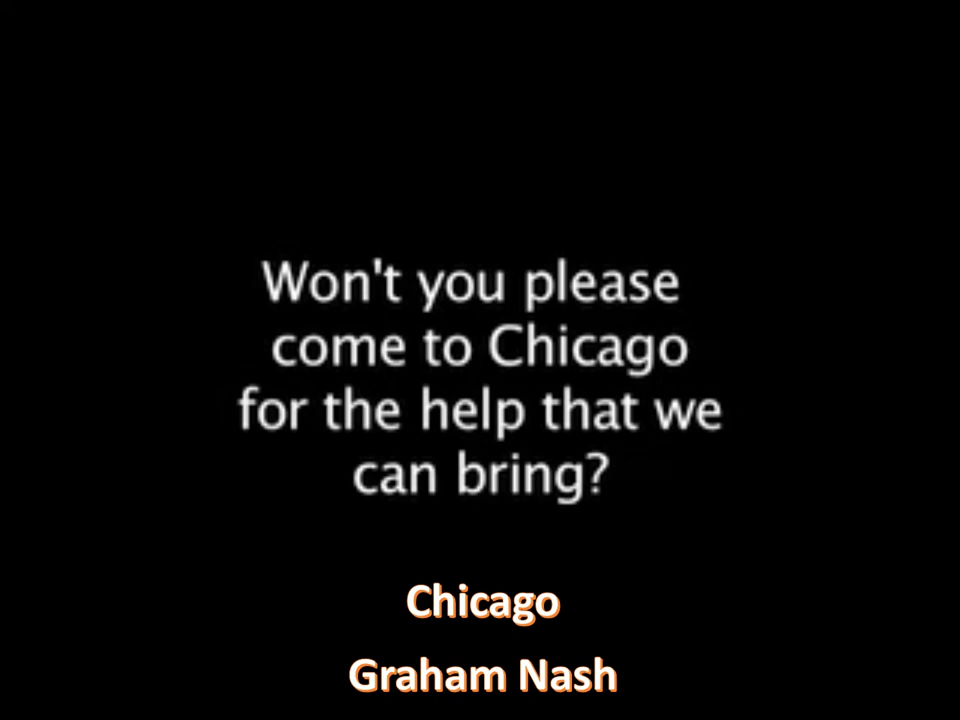 Won't you please
come to Chicago
for the help that we
can bring?
Chicago
Graham Nash